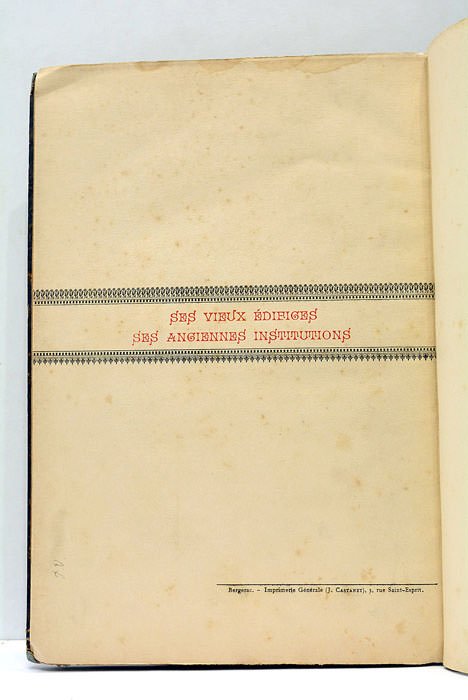 SES VIEUX ÉDIFICES
SES ANCIENNES INSTITUTIONS
Bergerac. – Imprimerie Générale (J. CASTANET), 3, rue Saint-Esprit.